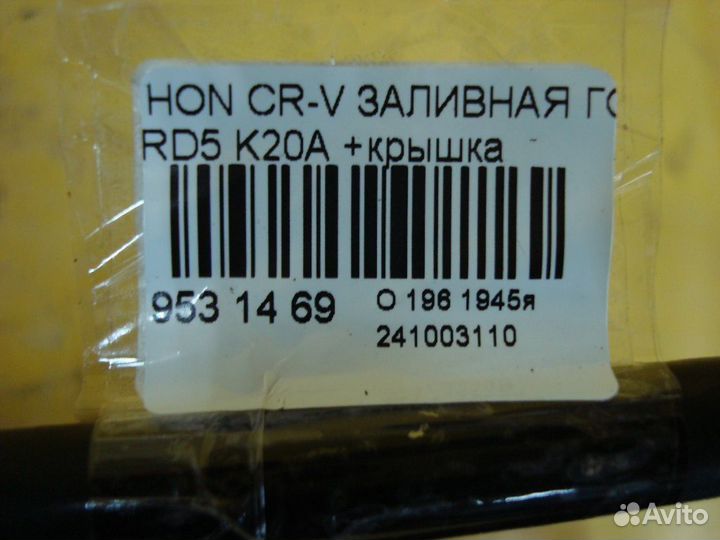 HON CR-V ЗАЛИВНАЯ ГО
RD5 K20A +крышка
953 14 69
О 196 1945я
241003110
Avito